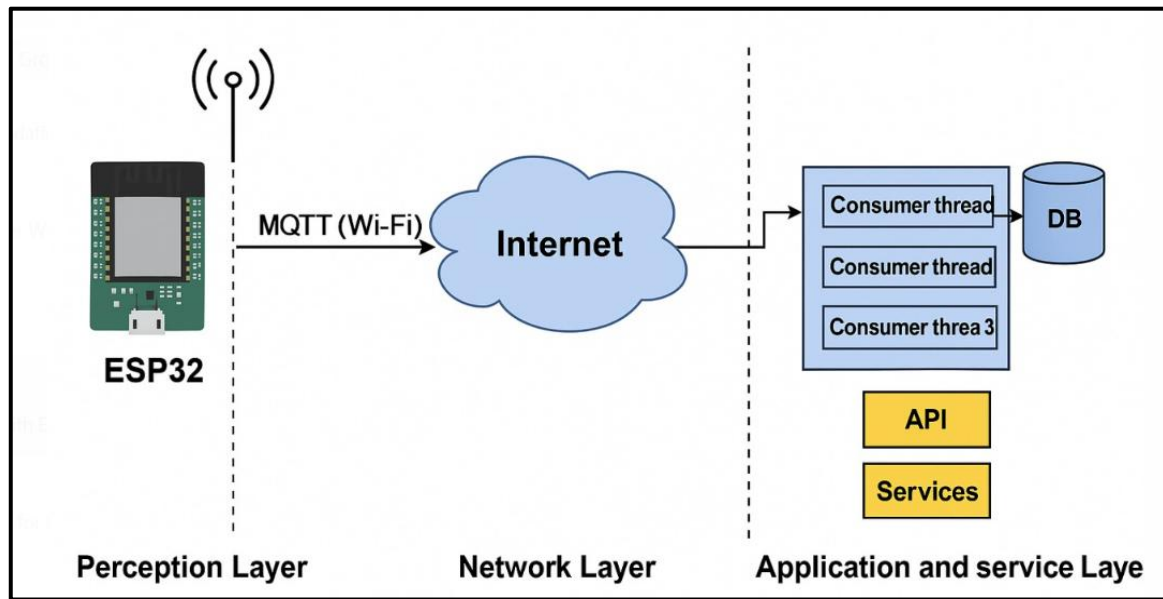 MQTT (Wi-Fi)
Internet
Consumer thread
Consumer thread
Consumer threa 3
DB
ESP32
API
Services
Perception Layer
Network Layer
Application and service Laye